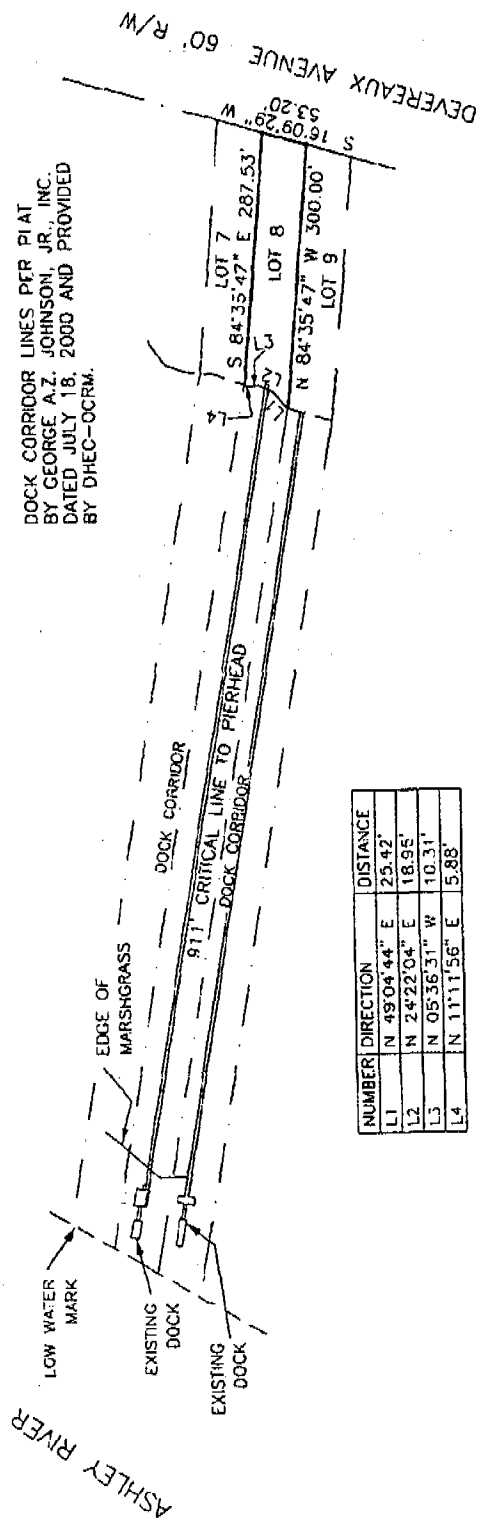 DOCK CORRIDOR LINES PER PLAT
BY GEORGE A.Z. JOHNSON, JR., INC.
DATED JULY 18, 2000 AND PROVIDED
BY DHEC-OCRM.
DEVEREAUX AVENUE 60' R/W
S 16°09'29" W
53.20'
LOT 7
S 84°35'47" E 287.53'
LOT 8
N 84°35'47" W 300.00'
LOT 9
L4
L3
L2
L1
DOCK CORRIDOR
911' CRITICAL LINE TO PIERHEAD
DOCK CORRIDOR
EDGE OF
MARSHGRASS
LOW WATER
MARK
EXISTING
DOCK
EXISTING
DOCK
ASHLEY RIVER
NUMBER DIRECTION DISTANCE
L1 N 49°04'44" E 25.42'
L2 N 24°22'04" E 18.95'
L3 N 05°36'31" W 10.31'
L4 N 11°11'56" E 5.88'